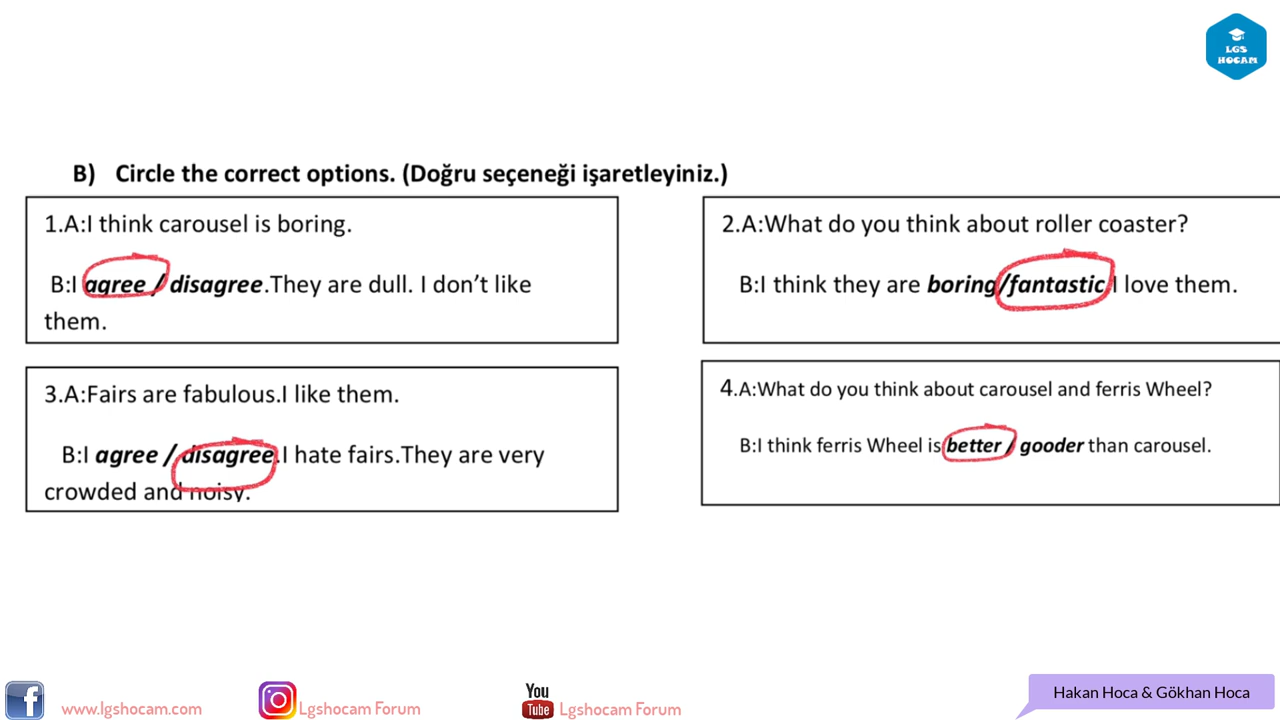 LGS
HOCAM
B) Circle the correct options. (Doğru seçeneği işaretleyiniz.)
1.A:I think carousel is boring.
B:I agree / disagree.They are dull. I don't like
them.
2.A:What do you think about roller coaster?
B:I think they are boring/fantastic I love them.
3.A:Fairs are fabulous.I like them.
B:I agree / disagree.I hate fairs.They are very
crowded and noisy.
4.A:What do you think about carousel and ferris Wheel?
B:I think ferris Wheel is better / gooder than carousel.
www.lgshocam.com
Lgshocam Forum
You
Tube
Lgshocam Forum
Hakan Hoca & Gökhan Hoca